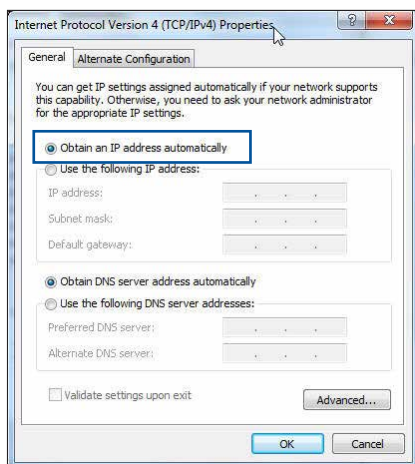 Internet Protocol Version 4 (TCP/IPv4) Properties
General
Alternate Configuration
You can get IP settings assigned automatically if your network supports
this capability. Otherwise, you need to ask your network administrator
for the appropriate IP settings.
Obtain an IP address automatically
Use the following IP address:
IP address:
Subnet mask:
Default gateway:
Obtain DNS server address automatically
Use the following DNS server addresses:
Preferred DNS server:
Alternate DNS server:
Validate settings upon exit
Advanced...
OK
Cancel